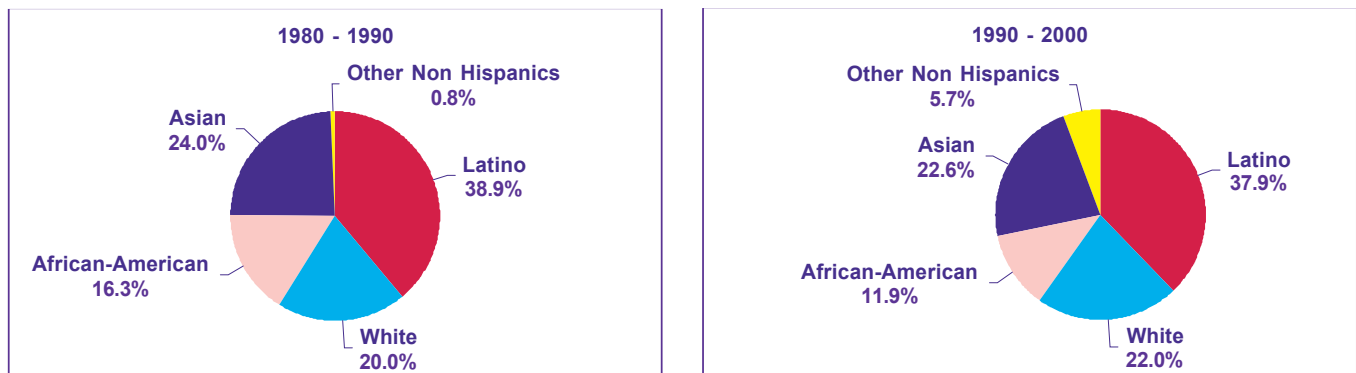 1980 - 1990
Other Non Hispanics
0.8%
Asian
24.0%
Latino
38.9%
African-American
16.3%
White
20.0%
1990 - 2000
Other Non Hispanics
5.7%
Asian
22.6%
Latino
37.9%
African-American
11.9%
White
22.0%